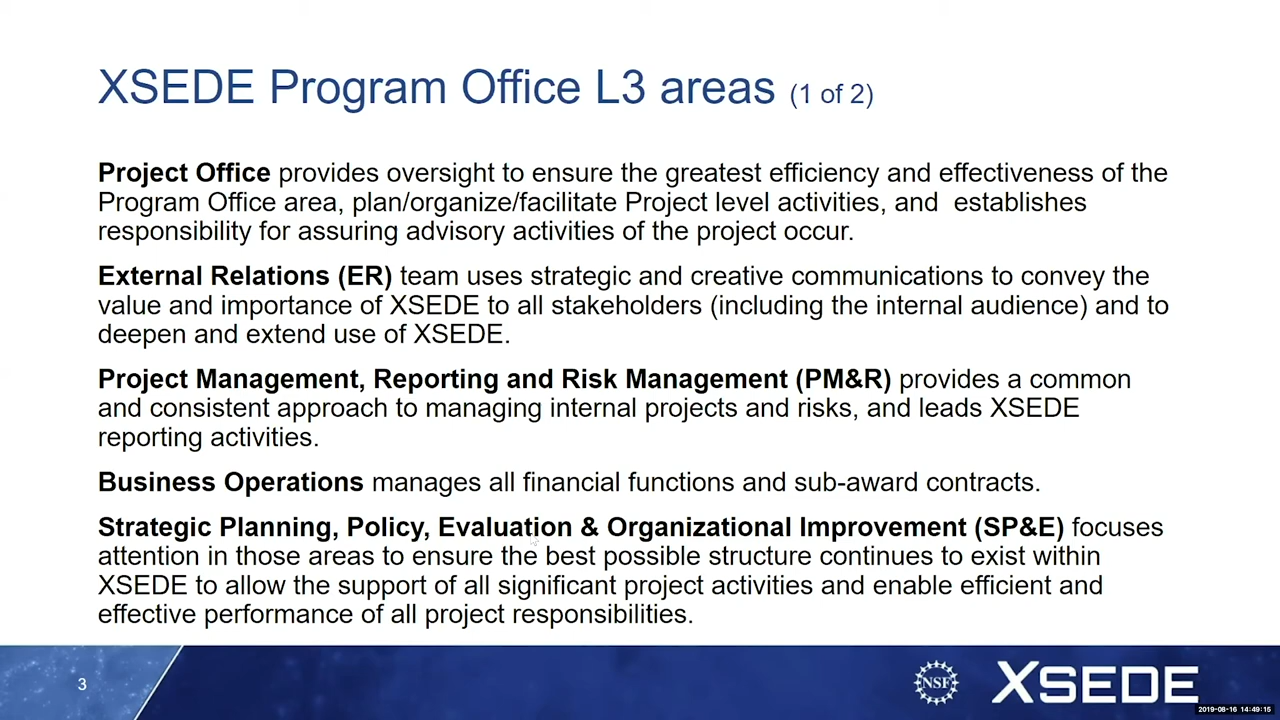 XSEDE Program Office L3 areas (1 of 2)
Project Office provides oversight to ensure the greatest efficiency and effectiveness of the
Program Office area, plan/organize/facilitate Project level activities, and  establishes
responsibility for assuring advisory activities of the project occur.
External Relations (ER) team uses strategic and creative communications to convey the
value and importance of XSEDE to all stakeholders (including the internal audience) and to
deepen and extend use of XSEDE.
Project Management, Reporting and Risk Management (PM&R) provides a common
and consistent approach to managing internal projects and risks, and leads XSEDE
reporting activities.
Business Operations manages all financial functions and sub-award contracts.
Strategic Planning, Policy, Evaluation & Organizational Improvement (SP&E) focuses
attention in those areas to ensure the best possible structure continues to exist within
XSEDE to allow the support of all significant project activities and enable efficient and
effective performance of all project responsibilities.
3
NSF
XSEDE
2019-08-16 14:49:15